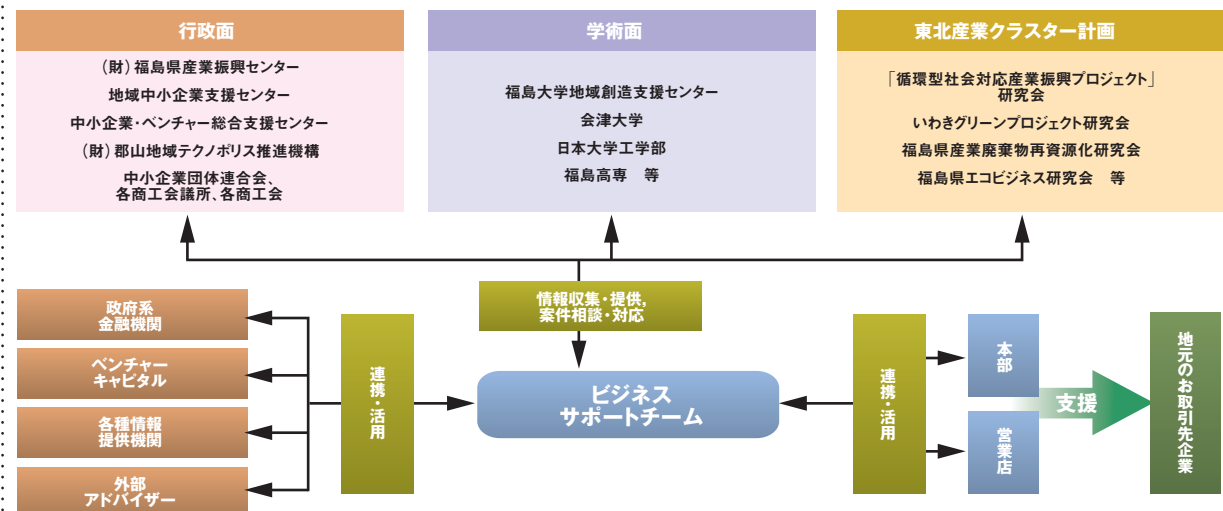 行政面
(財)福島県産業振興センター
地域中小企業支援センター
中小企業・ベンチャー総合支援センター
(財)郡山地域テクノポリス推進機構
中小企業団体連合会、
各商工会議所、各商工会
学術面
福島大学地域創造支援センター
会津大学
日本大学工学部
福島高専　等
東北産業クラスター計画
「循環型社会対応産業振興プロジェクト」
研究会
いわきグリーンプロジェクト研究会
福島県産業廃棄物再資源化研究会
福島県エコビジネス研究会　等
情報収集・提供,
案件相談・対応
政府系
金融機関
ベンチャー
キャピタル
各種情報
提供機関
外部
アドバイザー
連携・活用
ビジネス
サポートチーム
連携・活用
本部
営業店
支援
地元のお取引先企業